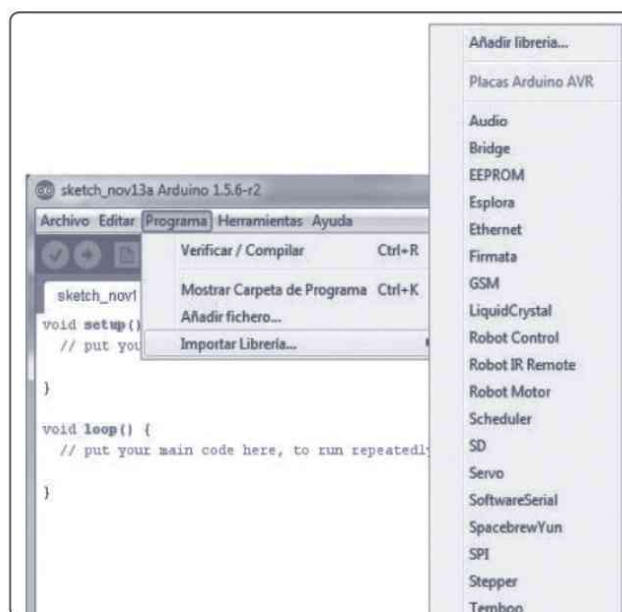 sketch_nov13a Arduino 1.5.6-r2
Archivo Editar Programa Herramientas Ayuda
Verificar / Compilar Ctrl+R
Mostrar Carpeta de Programa Ctrl+K
Añadir fichero...
Importar Librería...
sketch_nov1
void setup()
// put you
}
void loop() {
// put your main code here, to run repeatedly
}
Añadir libreria...
Placas Arduino AVR
Audio
Bridge
EEPROM
Esplora
Ethernet
Firmata
GSM
LiquidCrystal
Robot Control
Robot IR Remote
Robot Motor
Scheduler
SD
Servo
SoftwareSerial
SpacebrewYun
SPI
Stepper
Temboo